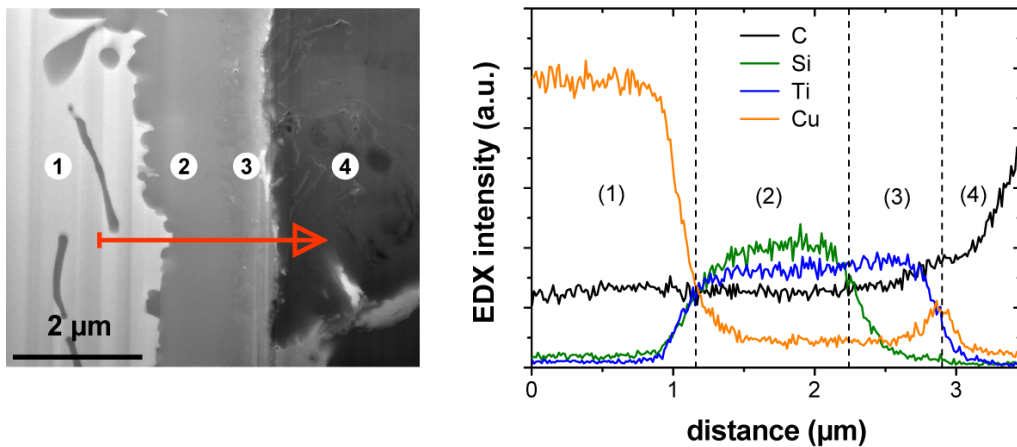 1
2
3
4
2 µm
C
Si
Ti
Cu
(1)
(2)
(3)
(4)
EDX intensity (a.u.)
0
1
2
3
distance (µm)